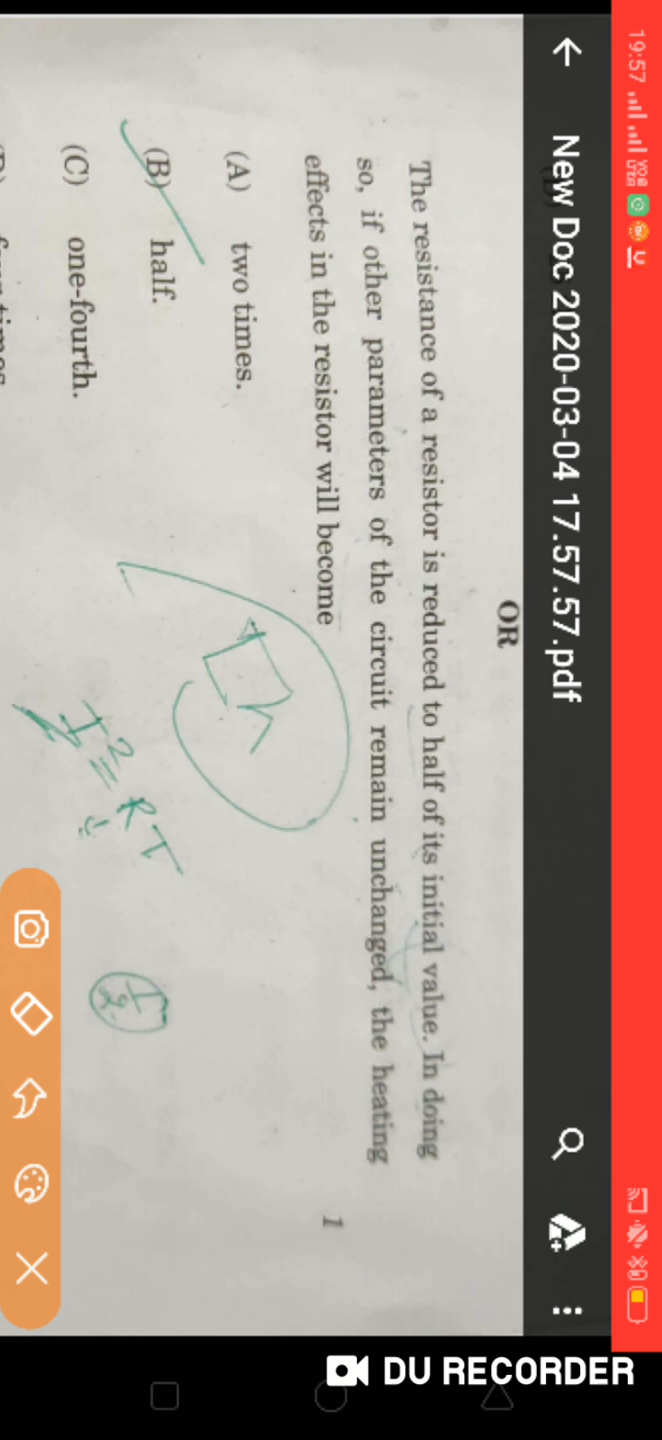 19:57
New Doc 2020-03-04 17.57.57.pdf
OR
The resistance of a resistor is reduced to half of its initial value. In doing
so, if other parameters of the circuit remain unchanged, the heating
effects in the resistor will become
1
(A) two times.
(B) half.
(C) one-fourth.
I² RT
DU RECORDER